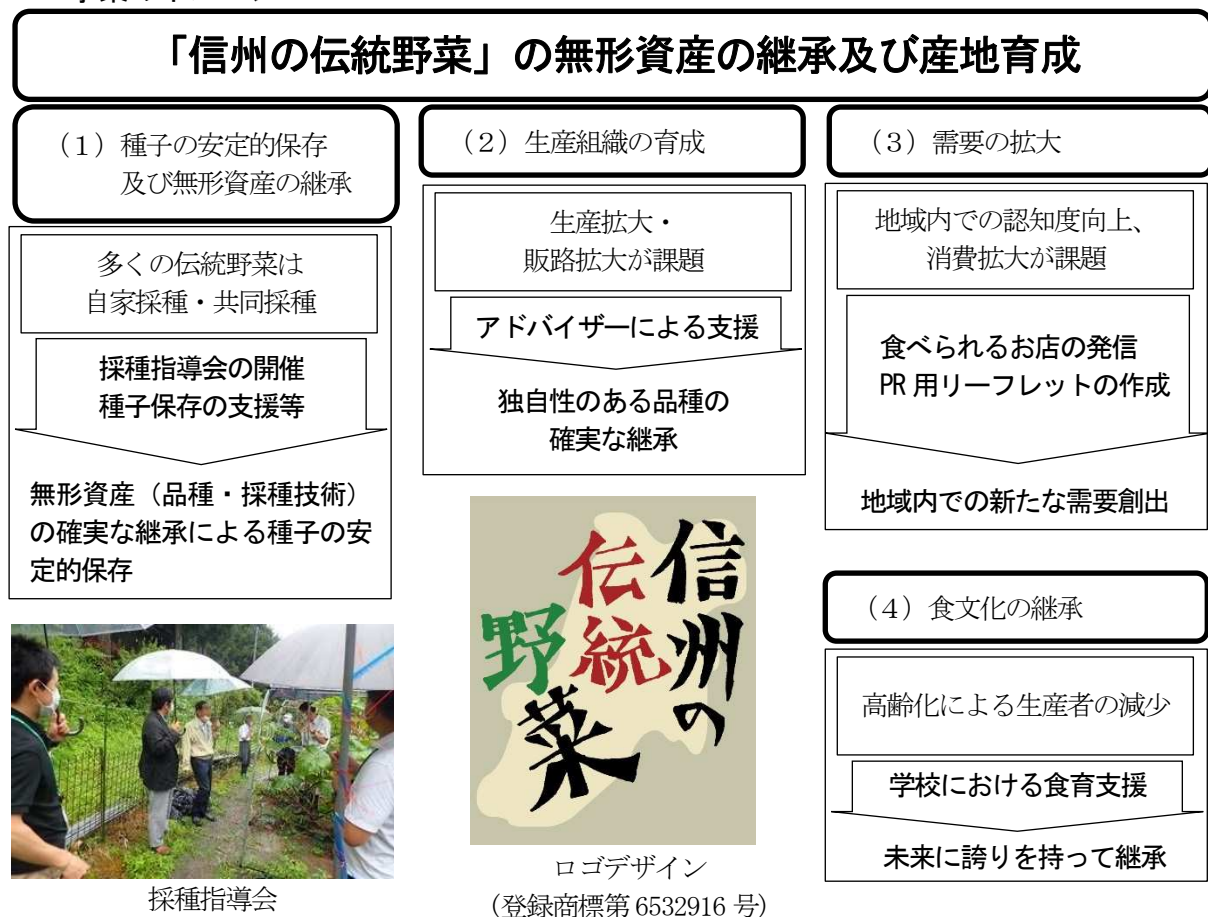 「信州の伝統野菜」の無形資産の継承及び産地育成
（１）種子の安定的保存
及び無形資産の継承
多くの伝統野菜は
自家採種・共同採種
採種指導会の開催
種子保存の支援等
無形資産（品種・採種技術）
の確実な継承による種子の安
定的保存
採種指導会
（２）生産組織の育成
生産拡大・
販路拡大が課題
アドバイザーによる支援
独自性のある品種の
確実な継承
信州の
伝統
野菜
ロゴデザイン
（登録商標第 6532916 号）
（３）需要の拡大
地域内での認知度向上、
消費拡大が課題
食べられるお店の発信
PR 用リーフレットの作成
地域内での新たな需要創出
（４）食文化の継承
高齢化による生産者の減少
学校における食育支援
未来に誇りを持って継承